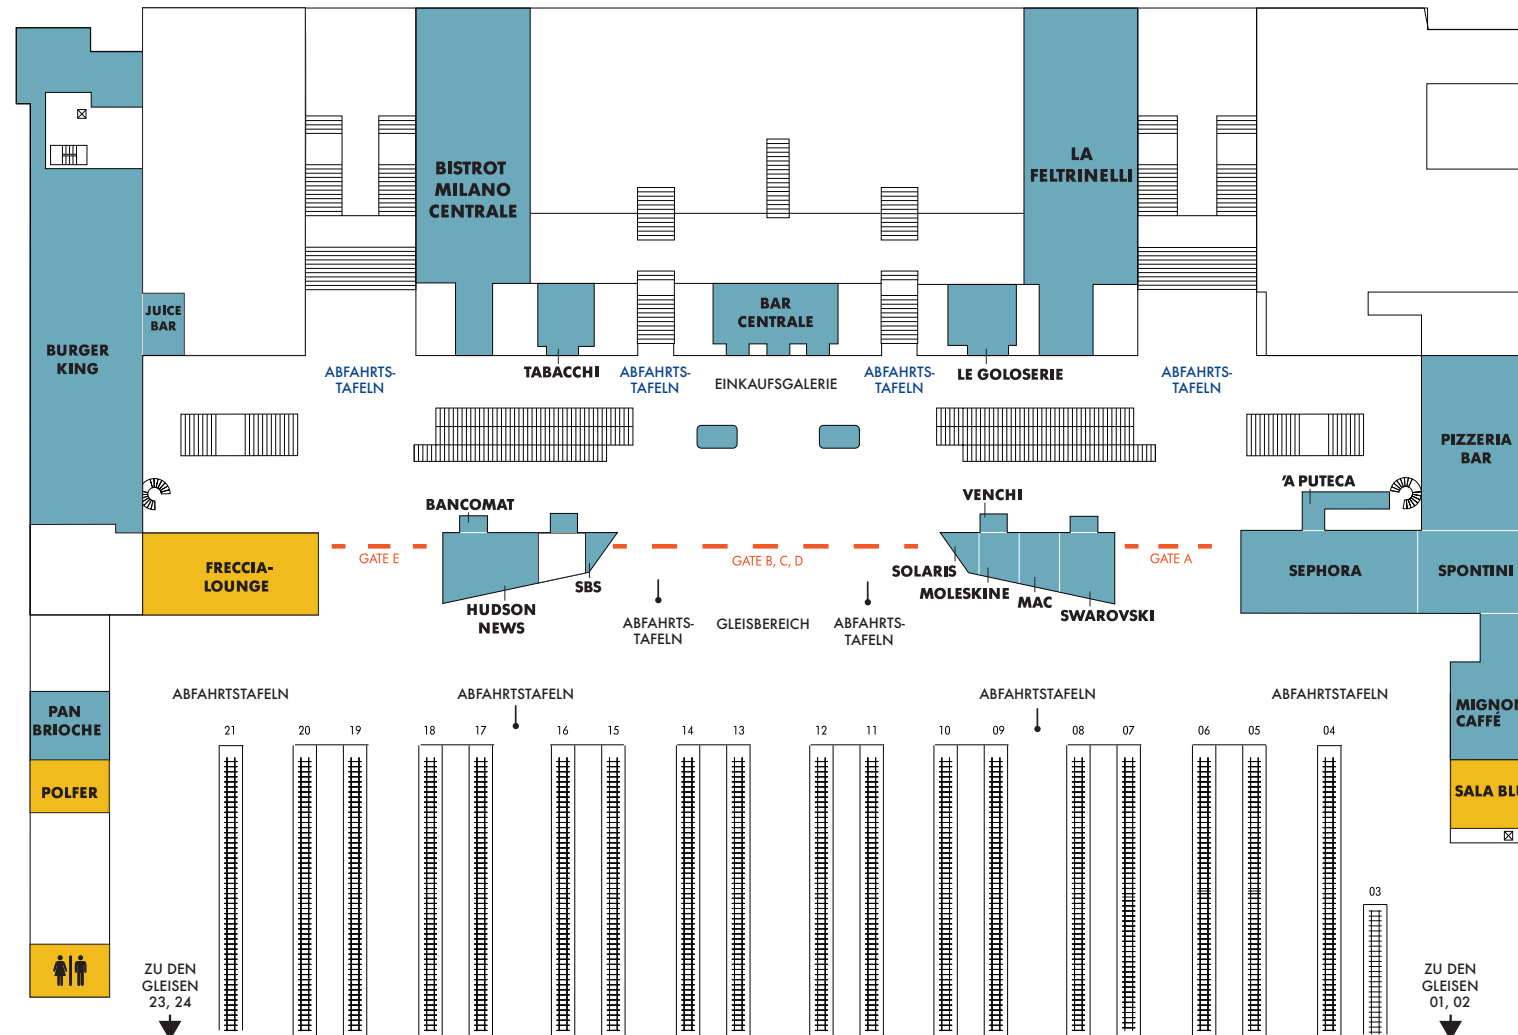 BISTROT
MILANO
CENTRALE
LA
FELTRINELLI
JUICE
BAR
BAR
CENTRALE
BURGER
KING
ABFAHRTS-
TAFELN
TABACCHI
ABFAHRTS-
TAFELN
EINKAUFSGALERIE
ABFAHRTS-
TAFELN
LE GOLOSERIE
ABFAHRTS-
TAFELN
PIZZERIA
BAR
'A PUTECA
BANCOMAT
VENCHI
GATE E
GATE B, C, D
GATE A
FRECCIA-
LOUNGE
SBS
HUDSON
NEWS
SOLARIS
MOLESKINE
MAC
SWAROVSKI
SEPHORA
SPONTINI
ABFAHRTS-
TAFELN
GLEISBEREICH
ABFAHRTS-
TAFELN
ABFAHRTSTAFELN
ABFAHRTSTAFELN
ABFAHRTSTAFELN
ABFAHRTSTAFELN
PAN
BRIOCHE
MIGNON
CAFFÉ
21
20
19
18
17
16
15
14
13
12
11
10
09
08
07
06
05
04
POLFER
SALA BLU
03
ZU DEN
GLEISEN
23, 24
ZU DEN
GLEISEN
01, 02